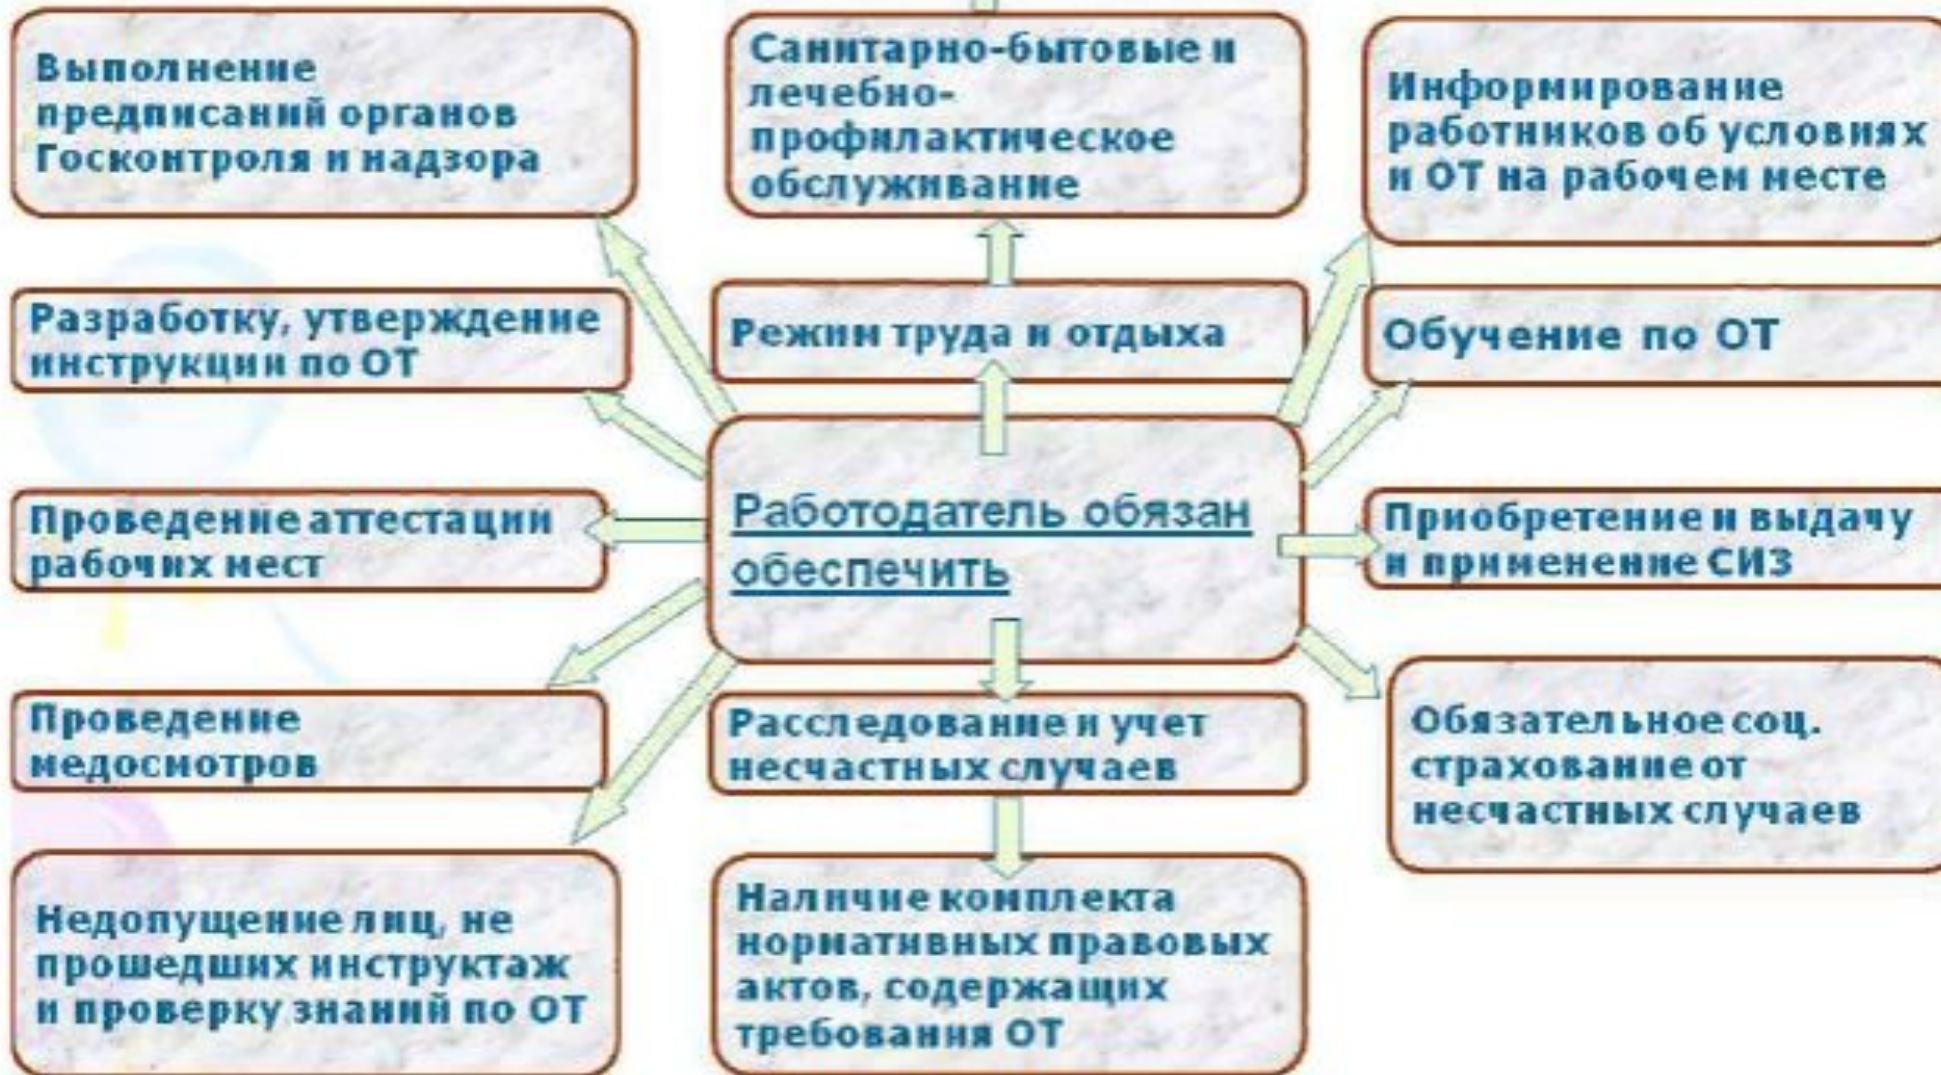 Выполнение
предписаний органов
Госконтроля и надзора
Санитарно-бытовые и
лечебно-
профилактическое
обслуживание
Информирование
работников об условиях
и ОТ на рабочем месте
Разработку, утверждение
инструкции по ОТ
Режим труда и отдыха
Обучение по ОТ
Проведение аттестации
рабочих мест
Работодатель обязан
обеспечить
Приобретение и выдачу
и применение СИЗ
Проведение
медосмотров
Расследование и учет
несчастных случаев
Обязательное соц.
страхование от
несчастных случаев
Недопущение лиц, не
прошедших инструктаж
и проверку знаний по ОТ
Наличие комплекта
нормативных правовых
актов, содержащих
требования ОТ